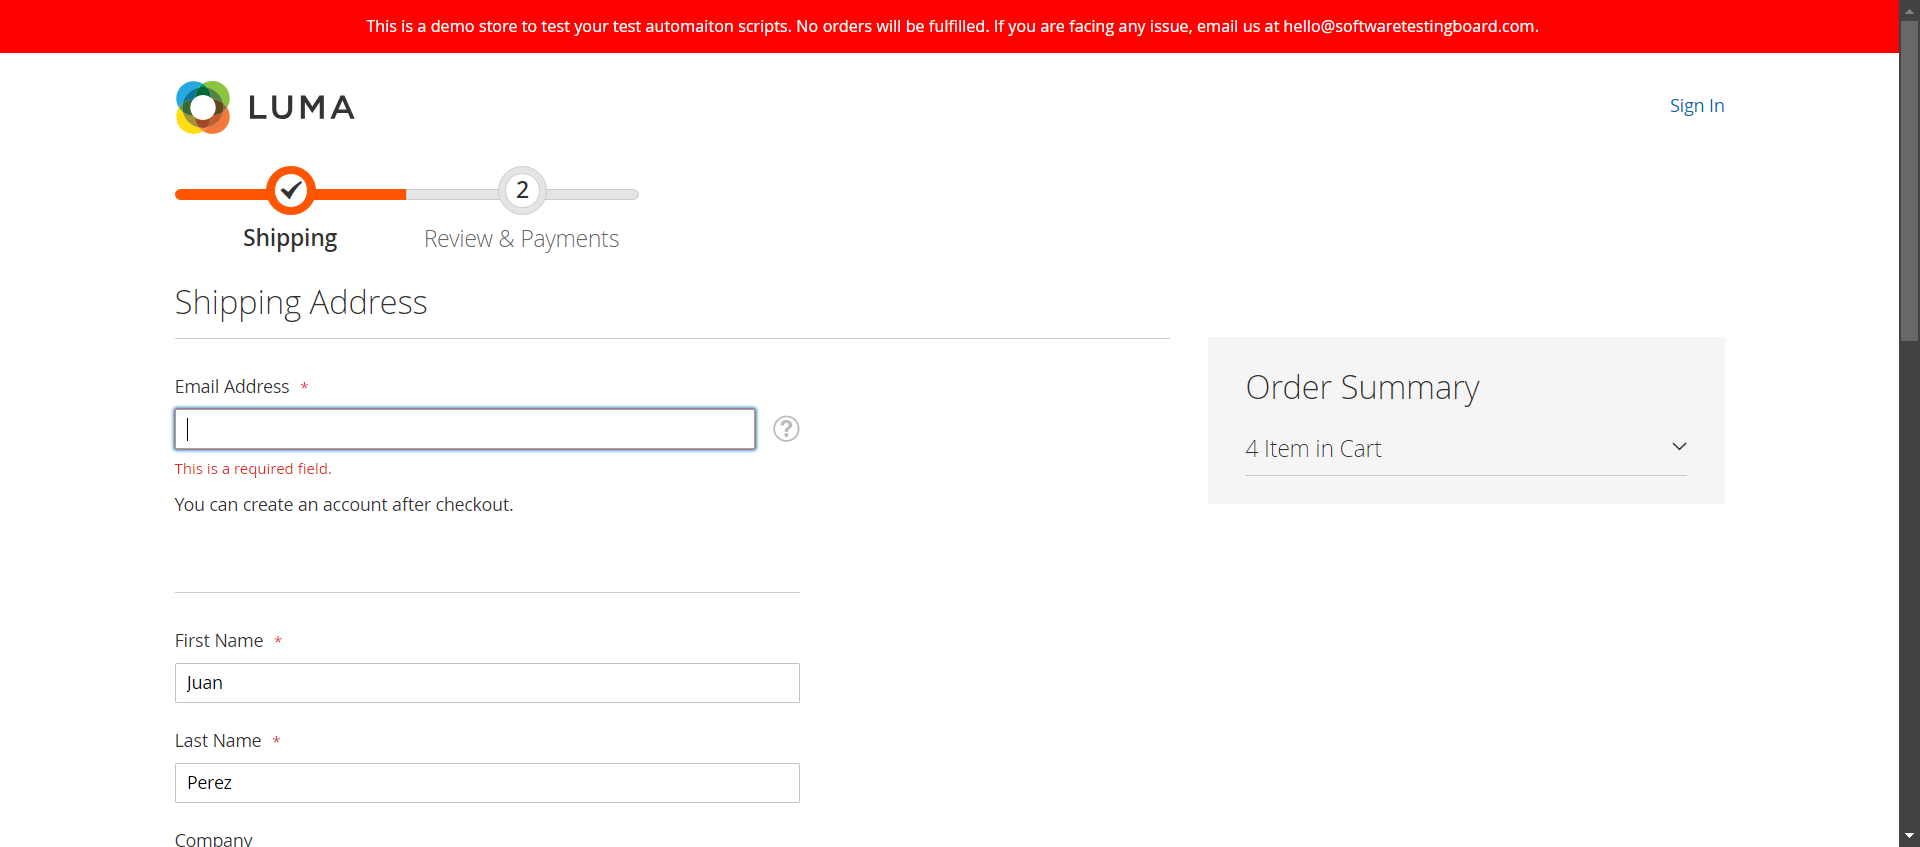 This is a demo store to test your test automaiton scripts. No orders will be fulfilled. If you are facing any issue, email us at hello@softwaretestingboard.com.
LUMA
Sign In
2
Shipping
Review & Payments
Shipping Address
Email Address *
?
This is a required field.
You can create an account after checkout.
Order Summary
4 Item in Cart
First Name *
Juan
Last Name *
Perez
Company